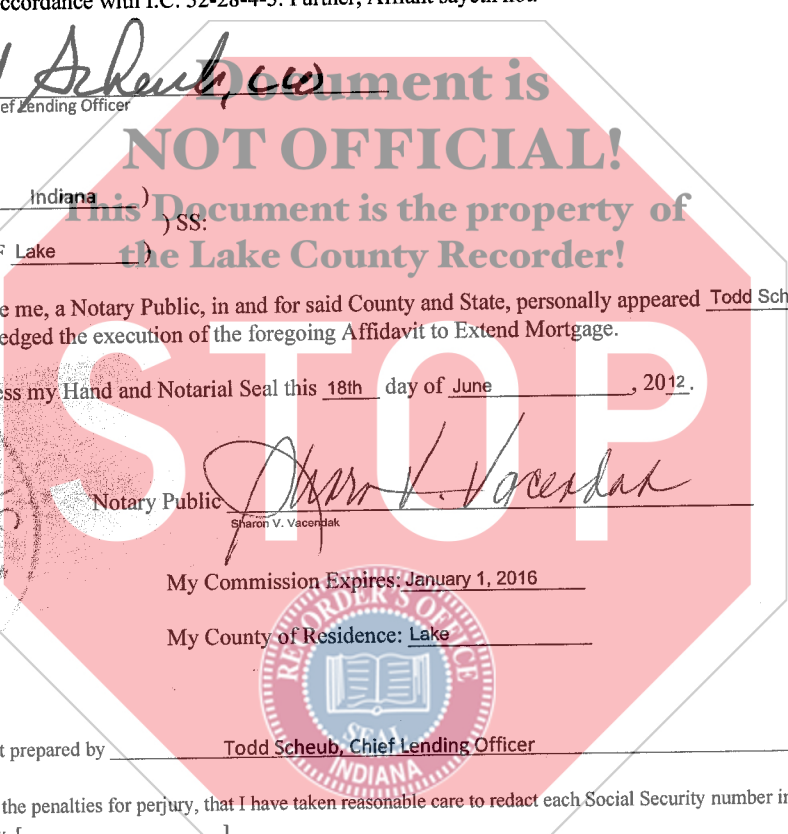 ccordance with I.C. 32-28-4-3. Further, Affiant sayeth not.
Scheub, CLO
ef Lending Officer
Document is
NOT OFFICIAL!
This Document is the property of
the Lake County Recorder!
Indiana )
) SS:
F Lake )
e me, a Notary Public, in and for said County and State, personally appeared Todd Sch
edged the execution of the foregoing Affidavit to Extend Mortgage.
STOP
ess my Hand and Notarial Seal this 18th day of June , 2012.
Notary Public Sharon V. Vacendak
Sharon V. Vacendak
My Commission Expires: January 1, 2016
My County of Residence: Lake
RECORDER'S OFFICE
SEAL
INDIANA
t prepared by Todd Scheub, Chief Lending Officer
the penalties for perjury, that I have taken reasonable care to redact each Social Security number in